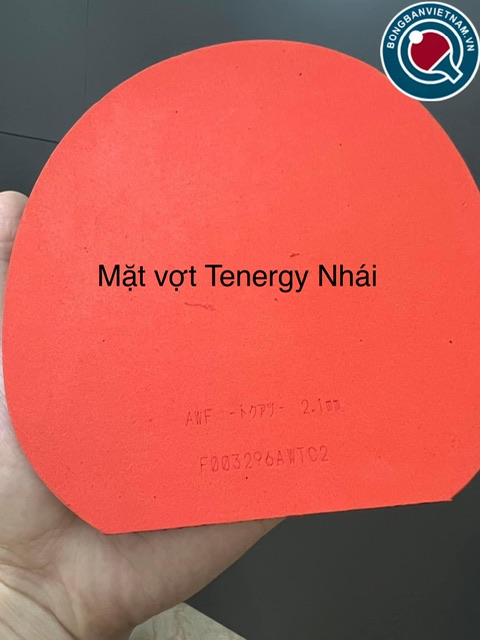 BONGBANVIETNAM.VN
Mặt vợt Tenergy Nhái
AWF -トクアツ- 2.1mm
F003296AWTC2